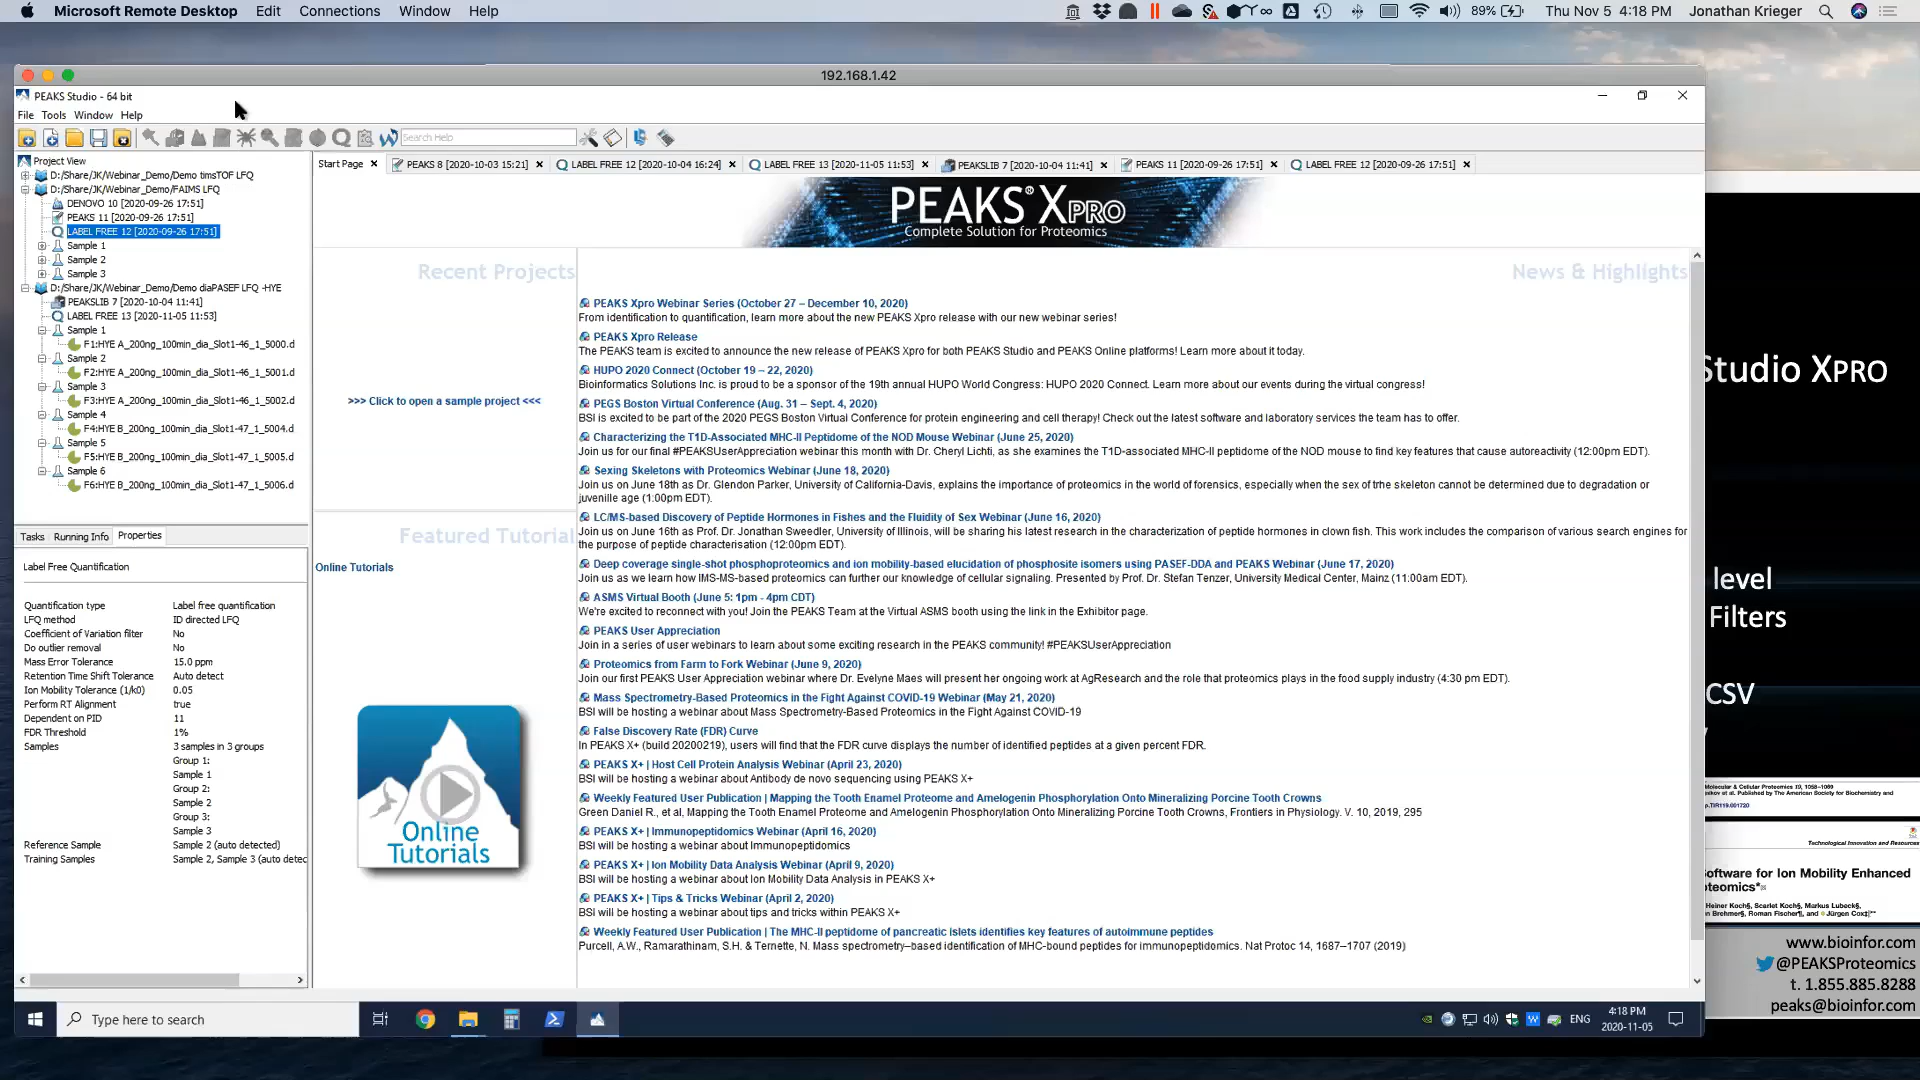 Microsoft Remote Desktop Edit Connections Window Help 89% Thu Nov 5 4:18 PM Jonathan Krieger
192.168.1.42
PEAKS Studio - 64 bit
File Tools Window Help
Search Help
Project View
D:/Share/JK/Webinar_Demo/Demo timsTOF LFQ
D:/Share/JK/Webinar_Demo/FAIMS LFQ
DENOVO 10 [2020-09-26 17:51]
PEAKS 11 [2020-09-26 17:51]
LABEL FREE 12 [2020-09-26 17:51]
Sample 1
Sample 2
Sample 3
D:/Share/JK/Webinar_Demo/Demo diaPASEF LFQ -HYE
PEAKSLIB 7 [2020-10-04 11:41]
LABEL FREE 13 [2020-11-05 11:53]
Sample 1
F1:HYE A_200ng_100min_dia_Slot1-46_1_5000.d
Sample 2
F2:HYE A_200ng_100min_dia_Slot1-46_1_5001.d
Sample 3
F3:HYE A_200ng_100min_dia_Slot1-46_1_5002.d
Sample 4
F4:HYE B_200ng_100min_dia_Slot1-47_1_5004.d
Sample 5
F5:HYE B_200ng_100min_dia_Slot1-47_1_5005.d
Sample 6
F6:HYE B_200ng_100min_dia_Slot1-47_1_5006.d
Tasks Running Info Properties
Label Free Quantification
Quantification type Label free quantification
LFQ method ID directed LFQ
Coefficient of Variation filter No
Do outlier removal No
Mass Error Tolerance 15.0 ppm
Retention Time Shift Tolerance Auto detect
Ion Mobility Tolerance (1/k0) 0.05
Perform RT Alignment true
Dependent on PID 11
FDR Threshold 1%
Samples 3 samples in 3 groups
Group 1:
Sample 1
Group 2:
Sample 2
Group 3:
Sample 3
Reference Sample Sample 2 (auto detected)
Training Samples Sample 2, Sample 3 (auto detec
Start Page PEAKS 8 [2020-10-03 15:21] LABEL FREE 12 [2020-10-04 16:24] LABEL FREE 13 [2020-11-05 11:53] PEAKSLIB 7 [2020-10-04 11:41] PEAKS 11 [2020-09-26 17:51] LABEL FREE 12 [2020-09-26 17:51]
PEAKS® XPRO
Complete Solution for Proteomics
Recent Projects
>>> Click to open a sample project <<<
Featured Tutorial
Online Tutorials
Online
Tutorials
News & Highlights
PEAKS Xpro Webinar Series (October 27 – December 10, 2020)
From identification to quantification, learn more about the new PEAKS Xpro release with our new webinar series!
PEAKS Xpro Release
The PEAKS team is excited to announce the new release of PEAKS Xpro for both PEAKS Studio and PEAKS Online platforms! Learn more about it today.
HUPO 2020 Connect (October 19 – 22, 2020)
Bioinformatics Solutions Inc. is proud to be a sponsor of the 19th annual HUPO World Congress: HUPO 2020 Connect. Learn more about our events during the virtual congress!
PEGS Boston Virtual Conference (Aug. 31 – Sept. 4, 2020)
BSI is excited to be part of the 2020 PEGS Boston Virtual Conference for protein engineering and cell therapy! Check out the latest software and laboratory services the team has to offer.
Characterizing the T1D-Associated MHC-II Peptidome of the NOD Mouse Webinar (June 25, 2020)
Join us for our final #PEAKSUserAppreciation webinar this month with Dr. Cheryl Lichti, as she examines the T1D-associated MHC-II peptidome of the NOD mouse to find key features that cause autoreactivity (12:00pm EDT).
Sexing Skeletons with Proteomics Webinar (June 18, 2020)
Join us on June 18th as Dr. Glendon Parker, University of California-Davis, explains the importance of proteomics in the world of forensics, especially when the sex of trhe skeleton cannot be determined due to degradation or
juvenille age (1:00pm EDT).
LC/MS-based Discovery of Peptide Hormones in Fishes and the Fluidity of Sex Webinar (June 16, 2020)
Join us on June 16th as Prof. Dr. Jonathan Sweedler, University of Illinois, will be sharing his latest research in the characterization of peptide hormones in clown fish. This work includes the comparison of various search engines for
the purpose of peptide characterisation (12:00pm EDT).
Deep coverage single-shot phosphoproteomics and ion mobility-based elucidation of phosphosite isomers using PASEF-DDA and PEAKS Webinar (June 17, 2020)
Join us as we learn how IMS-MS-based proteomics can further our knowledge of cellular signaling. Presented by Prof. Dr. Stefan Tenzer, University Medical Center, Mainz (11:00am EDT).
ASMS Virtual Booth (June 5: 1pm - 4pm CDT)
We're excited to reconnect with you! Join the PEAKS Team at the Virtual ASMS booth using the link in the Exhibitor page.
PEAKS User Appreciation
Join in a series of user webinars to learn about some exciting research in the PEAKS community! #PEAKSUserAppreciation
Proteomics from Farm to Fork Webinar (June 9, 2020)
Join our first PEAKS User Appreciation webinar where Dr. Evelyne Maes will present her ongoing work at AgResearch and the role that proteomics plays in the food supply industry (4:30 pm EDT).
Mass Spectrometry-Based Proteomics in the Fight Against COVID-19 Webinar (May 21, 2020)
BSI will be hosting a webinar about Mass Spectrometry-Based Proteomics in the Fight Against COVID-19
False Discovery Rate (FDR) Curve
In PEAKS X+ (build 20200219), users will find that the FDR curve displays the number of identified peptides at a given percent FDR.
PEAKS X+ | Host Cell Protein Analysis Webinar (April 23, 2020)
BSI will be hosting a webinar about Antibody de novo sequencing using PEAKS X+
Weekly Featured User Publication | Mapping the Tooth Enamel Proteome and Amelogenin Phosphorylation Onto Mineralizing Porcine Tooth Crowns
Green Daniel R., et al, Mapping the Tooth Enamel Proteome and Amelogenin Phosphorylation Onto Mineralizing Porcine Tooth Crowns, Frontiers in Physiology. V. 10, 2019, 295
PEAKS X+ | Immunopeptidomics Webinar (April 16, 2020)
BSI will be hosting a webinar about Immunopeptidomics
PEAKS X+ | Ion Mobility Data Analysis Webinar (April 9, 2020)
BSI will be hosting a webinar about Ion Mobility Data Analysis in PEAKS X+
PEAKS X+ | Tips & Tricks Webinar (April 2, 2020)
BSI will be hosting a webinar about tips and tricks within PEAKS X+
Weekly Featured User Publication | The MHC-II peptidome of pancreatic islets identifies key features of autoimmune peptides
Purcell, A.W., Ramarathinam, S.H. & Ternette, N. Mass spectrometry–based identification of MHC-bound peptides for immunopeptidomics. Nat Protoc 14, 1687–1707 (2019)
Studio XPRO
level
Filters
CSV
Molecular & Cellular Proteomics 19, 1058–1069
Published by The American Society for Biochemistry and
Technological Innovation and Resources
oftware for Ion Mobility Enhanced
teomics*
Heiner Koch§, Scarlet Koch§, Markus Lubeck§,
Brehmer§, Roman Fischer¶, and Jürgen Cox
www.bioinfor.com
@PEAKSProteomics
t. 1.855.885.8288
peaks@bioinfor.com
Type here to search
ENG 4:18 PM
2020-11-05